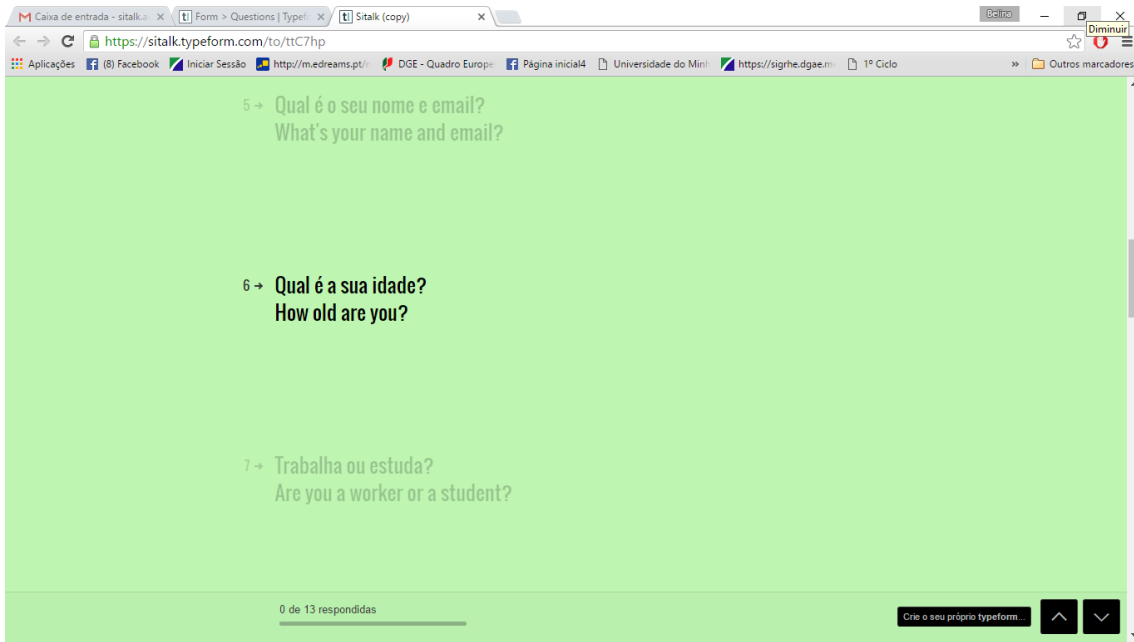 Caixa de entrada - sitalk.a
Form > Questions | Typefo
Sitalk (copy)
Belina
Diminuir
https://sitalk.typeform.com/to/ttC7hp
Aplicações
(8) Facebook
Iniciar Sessão
http://m.edreams.pt/
DGE - Quadro Europe
Página inicial4
Universidade do Minh
https://sigrhe.dgae.m
1º Ciclo
»
Outros marcadores
5 → Qual é o seu nome e email?
What's your name and email?
6 → Qual é a sua idade?
How old are you?
7 → Trabalha ou estuda?
Are you a worker or a student?
0 de 13 respondidas
Crie o seu próprio typeform...